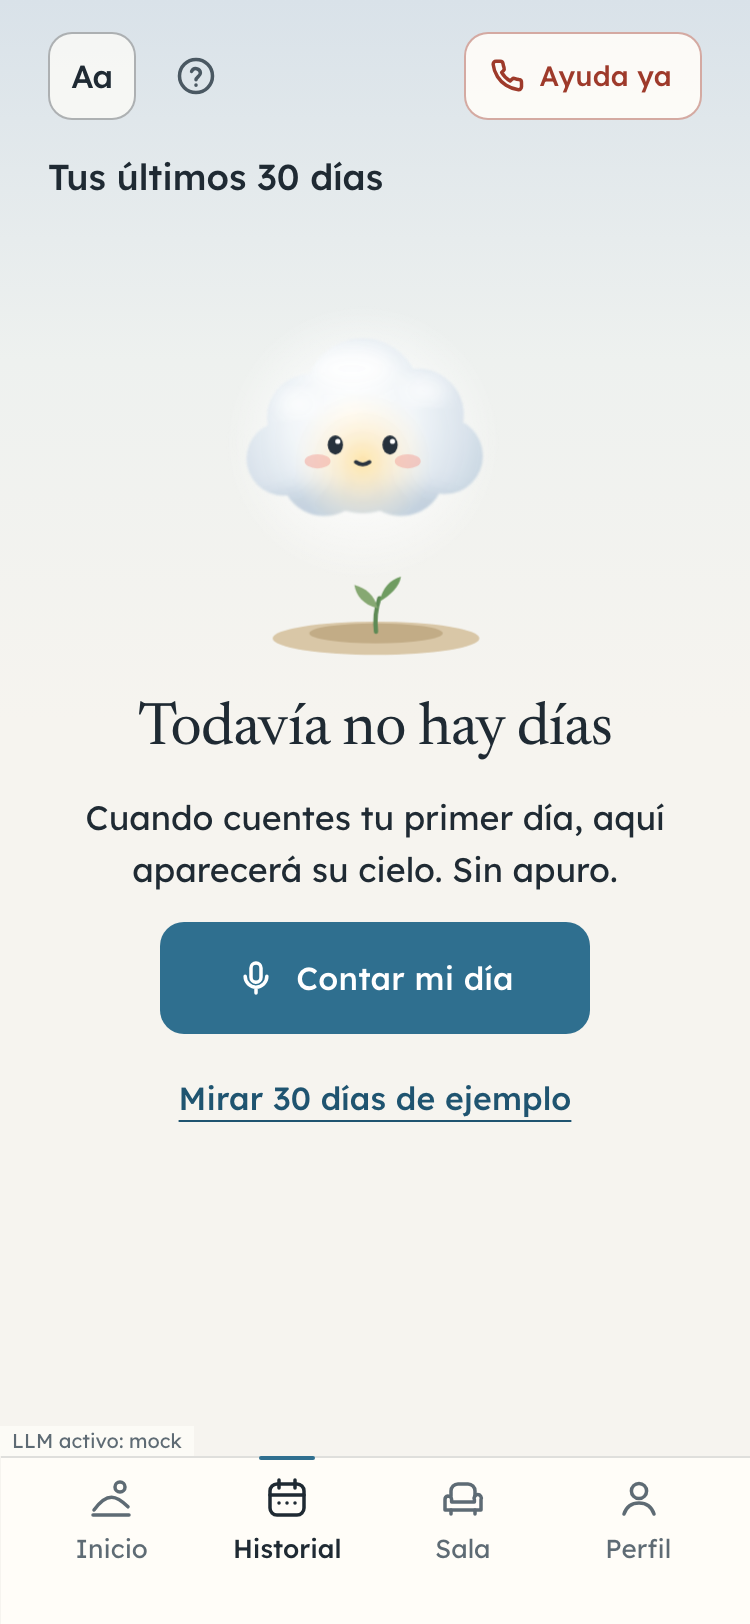 Aa
Ayuda ya
Tus últimos 30 días
Todavía no hay días
Cuando cuentes tu primer día, aquí
aparecerá su cielo. Sin apuro.
Contar mi día
Mirar 30 días de ejemplo
LLM activo: mock
Inicio
Historial
Sala
Perfil